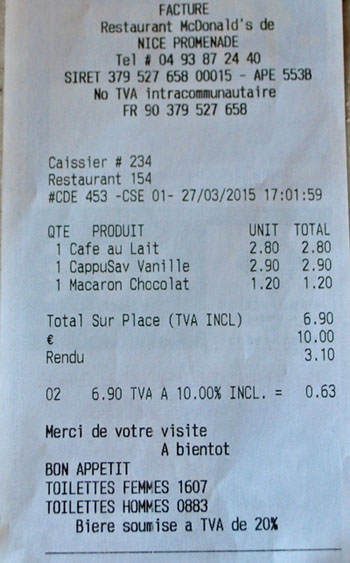 FACTURE
Restaurant McDonald's de
NICE PROMENADE
Tel # 04 93 87 24 40
SIRET 379 527 658 00015 - APE 553B
No TVA intracommunautaire
FR 90 379 527 658
Caissier # 234
Restaurant 154
#CDE 453 -CSE 01- 27/03/2015 17:01:59
QTE PRODUIT UNIT TOTAL
1 Cafe au Lait 2.80 2.80
1 CappuSav Vanille 2.90 2.90
1 Macaron Chocolat 1.20 1.20
Total Sur Place (TVA INCL) 6.90
€ 10.00
Rendu 3.10
02 6.90 TVA A 10.00% INCL. = 0.63
Merci de votre visite
A bientot
BON APPETIT
TOILETTES FEMMES 1607
TOILETTES HOMMES 0883
Biere soumise a TVA de 20%